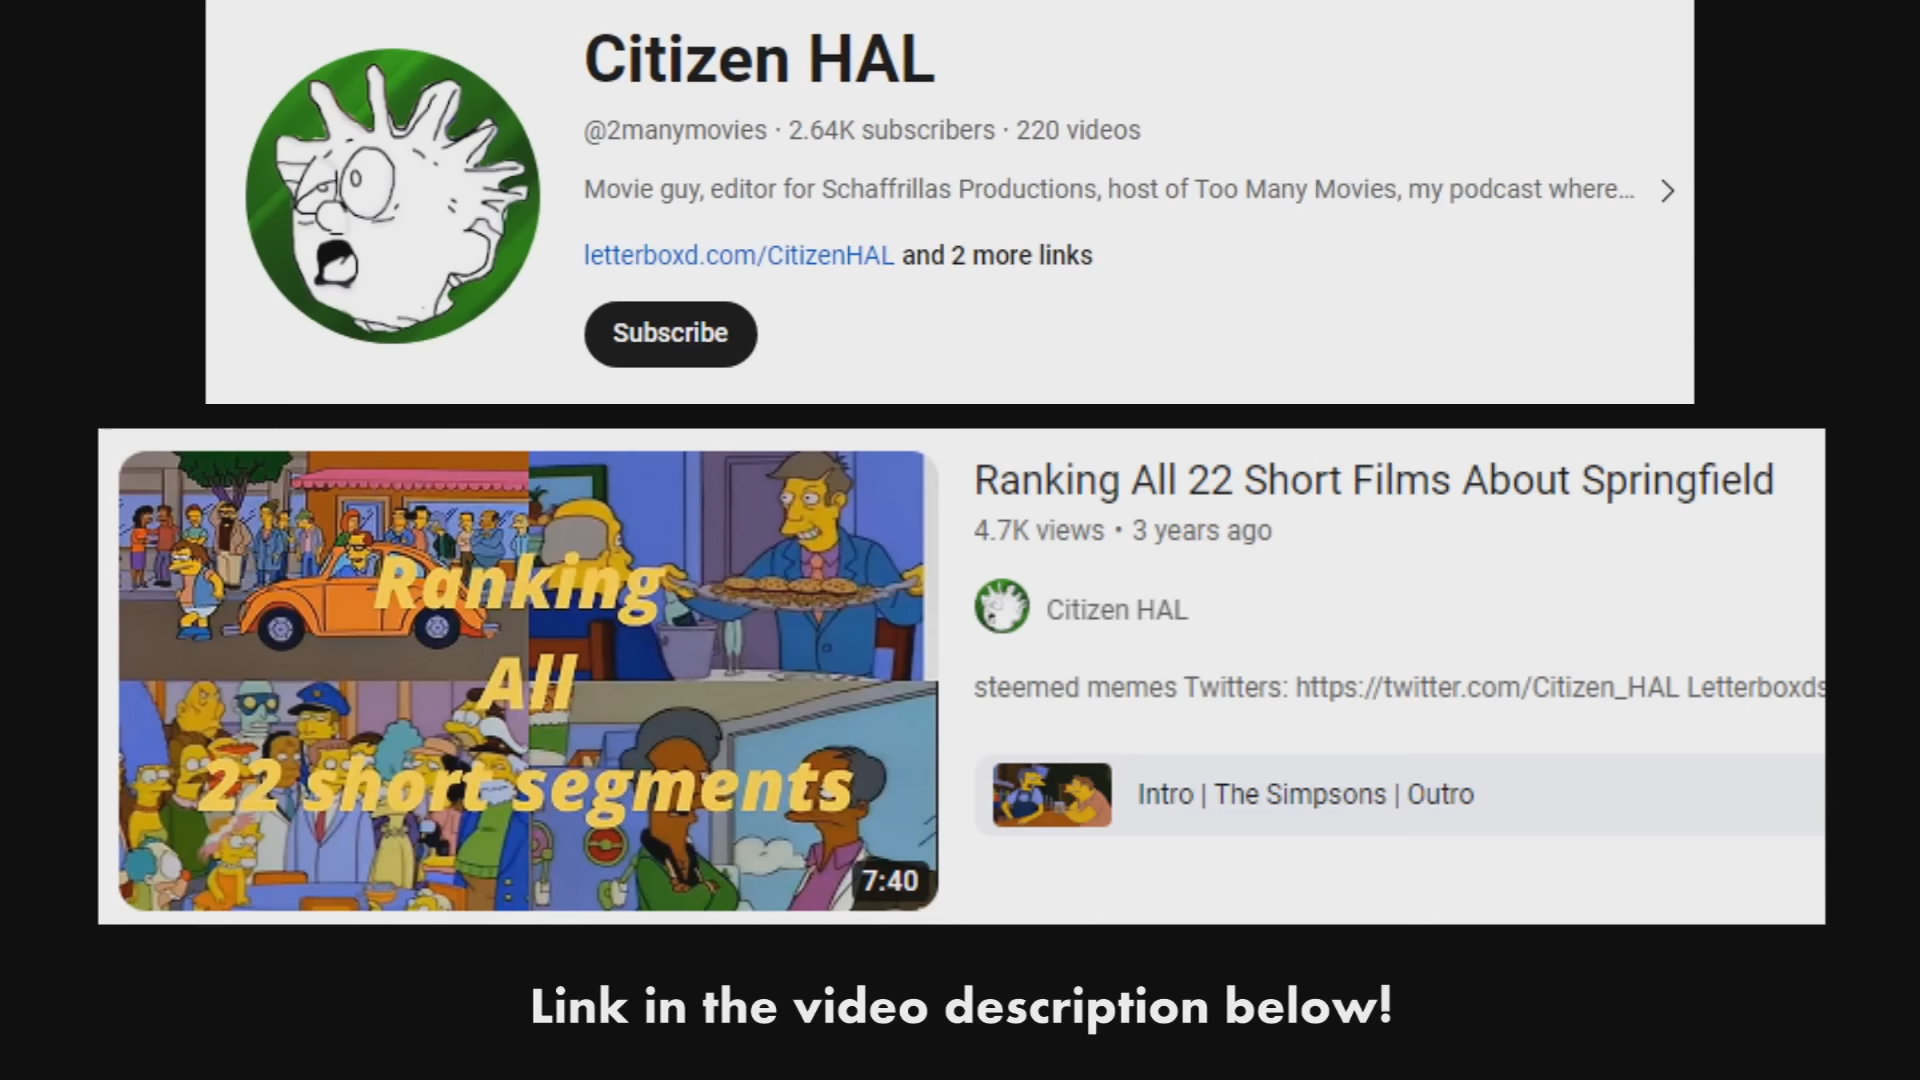 Citizen HAL
@2manymovies · 2.64K subscribers · 220 videos
Movie guy, editor for Schaffrillas Productions, host of Too Many Movies, my podcast where...
letterboxd.com/CitizenHAL and 2 more links
Subscribe
Ranking
All
22 short segments
7:40
Ranking All 22 Short Films About Springfield
4.7K views • 3 years ago
Citizen HAL
steemed memes Twitters: https://twitter.com/Citizen_HAL Letterboxds
Intro | The Simpsons | Outro
Link in the video description below!